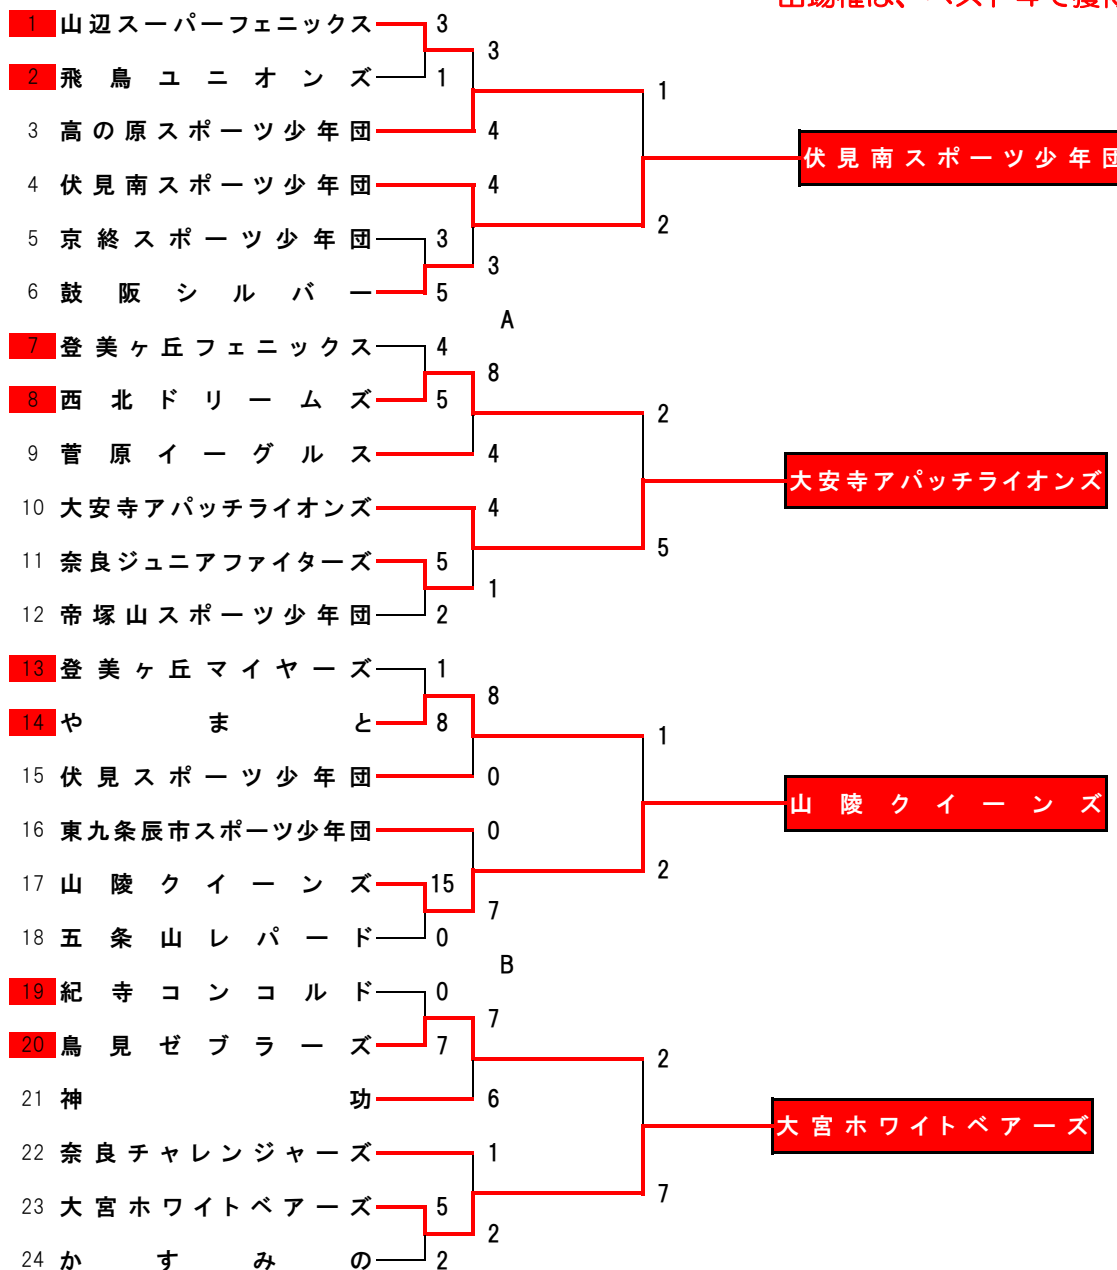 出場権は、ベスト4で獲得
1 山辺スーパーフェニックス 3
3
2 飛鳥ユニオンズ 1
1
3 高の原スポーツ少年団 4
伏見南スポーツ少年団
4 伏見南スポーツ少年団 4
2
5 京終スポーツ少年団 3
3
6 鼓阪シルバー 5
A
7 登美ヶ丘フェニックス 4
8
8 西北ドリームズ 5
2
9 菅原イーグルス 4
大安寺アパッチライオンズ
10 大安寺アパッチライオンズ 4
5
11 奈良ジュニアファイターズ 5
1
12 帝塚山スポーツ少年団 2
13 登美ヶ丘マイヤーズ 1
8
14 やまと 8
1
15 伏見スポーツ少年団 0
山陵クイーンズ
16 東九条辰市スポーツ少年団 0
2
17 山陵クイーンズ 15
7
18 五条山レパード 0
B
19 紀寺コンコルド 0
7
20 鳥見ゼブラーズ 7
2
21 神功 6
大宮ホワイトベアーズ
22 奈良チャレンジャーズ 1
7
23 大宮ホワイトベアーズ 5
2
24 かすみの 2